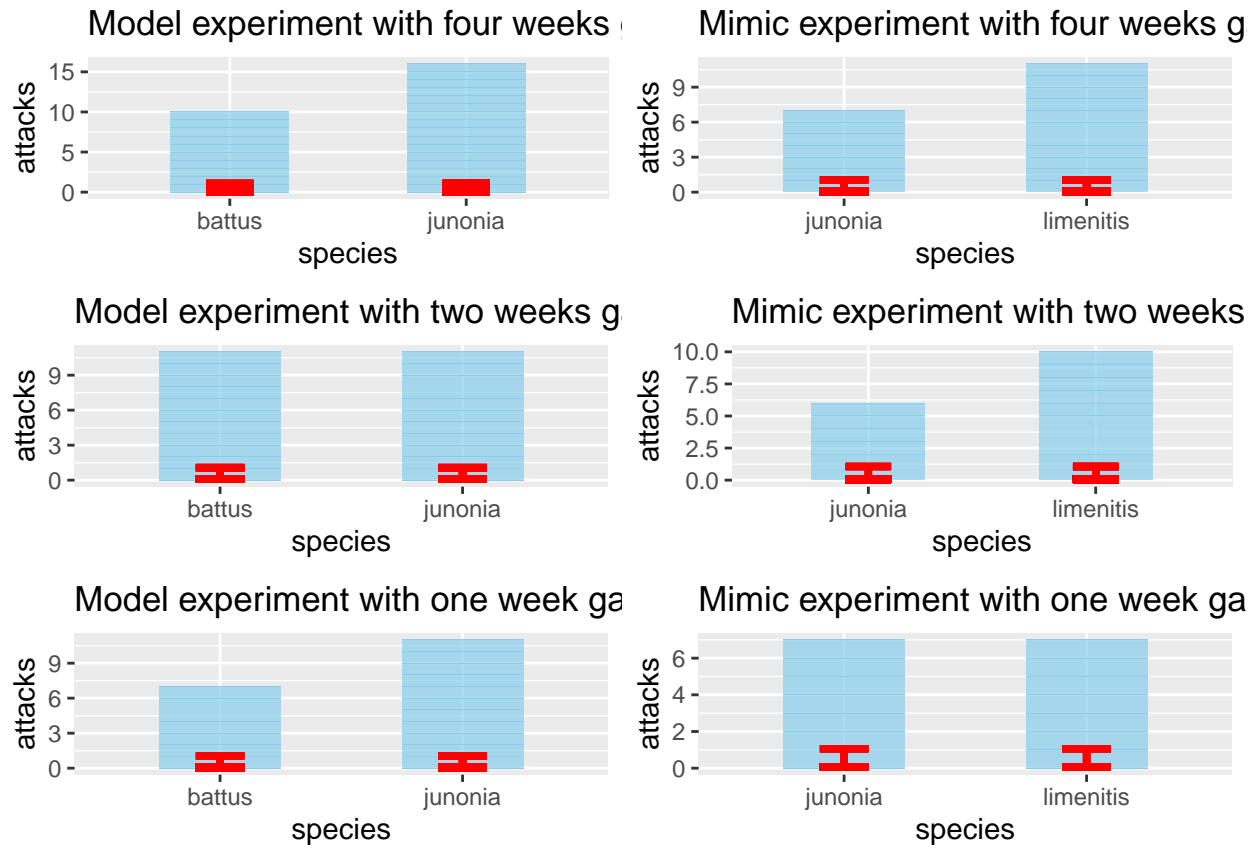 Model experiment with four weeks
15
10
5
0
attacks
battus junonia
species
Mimic experiment with four weeks
9
6
3
0
attacks
junonia limenitis
species
Model experiment with two weeks
9
6
3
0
attacks
battus junonia
species
Mimic experiment with two weeks
10.0
7.5
5.0
2.5
0.0
attacks
junonia limenitis
species
Model experiment with one week ga
9
6
3
0
attacks
battus junonia
species
Mimic experiment with one week ga
6
4
2
0
attacks
junonia limenitis
species